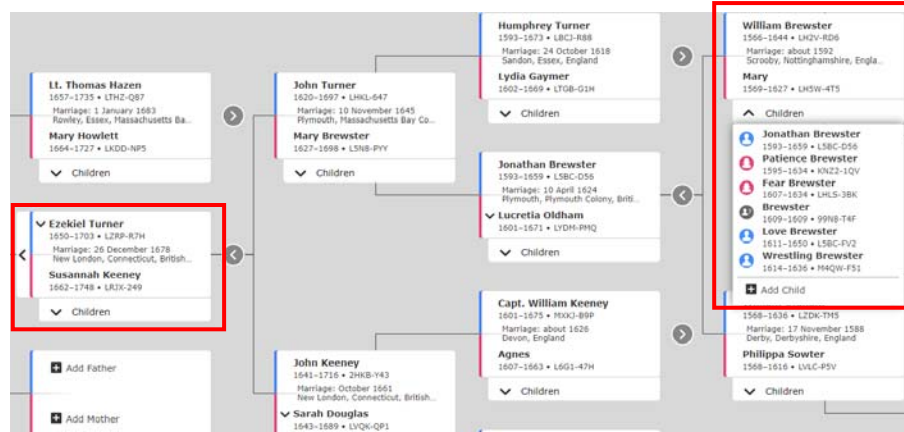 Lt. Thomas Hazen
1657–1735 • LTHZ-Q87
Marriage: 1 January 1683
Rowley, Essex, Massachusetts Ba...
Mary Howlett
1664–1727 • LKDD-NP5
Children
Ezekiel Turner
1650–1703 • LZRP-R7H
Marriage: 26 December 1678
New London, Connecticut, British...
Susannah Keeney
1662–1748 • LRJX-249
Children
Add Father
Add Mother
John Turner
1620–1697 • LHKL-647
Marriage: 10 November 1645
Plymouth, Massachusetts Bay Co...
Mary Brewster
1627–1698 • L5N8-PYY
Children
John Keeney
1641–1716 • 2HKB-Y43
Marriage: October 1661
New London, Connecticut, British...
Sarah Douglas
1643–1689 • LVQK-QP1
Humphrey Turner
1593–1673 • LBCJ-R88
Marriage: 24 October 1618
Sandon, Essex, England
Lydia Gaymer
1602–1669 • LTGB-G1H
Children
Jonathan Brewster
1593–1659 • L5BC-D56
Marriage: 10 April 1624
Plymouth, Plymouth Colony, Briti...
Lucretia Oldham
1601–1671 • LYDM-PMQ
Children
Capt. William Keeney
1601–1675 • MXKJ-B9P
Marriage: about 1626
Devon, England
Agnes
1607–1663 • L6G1-47H
Children
William Brewster
1566–1644 • LH2V-RD6
Marriage: about 1592
Scrooby, Nottinghamshire, Engla...
Mary
1569–1627 • LH5W-4T5
Children
Jonathan Brewster
1593–1659 • L5BC-D56
Patience Brewster
1595–1634 • KNZ2-1QV
Fear Brewster
1607–1634 • LHLS-3BK
Brewster
1609–1609 • 99N8-T4F
Love Brewster
1611–1650 • L5BC-FV2
Wrestling Brewster
1614–1636 • M4QW-F51
Add Child
1568–1636 • LZDK-TM5
Marriage: 17 November 1588
Derby, Derbyshire, England
Philippa Sowter
1568–1616 • LVLC-P5V
Children